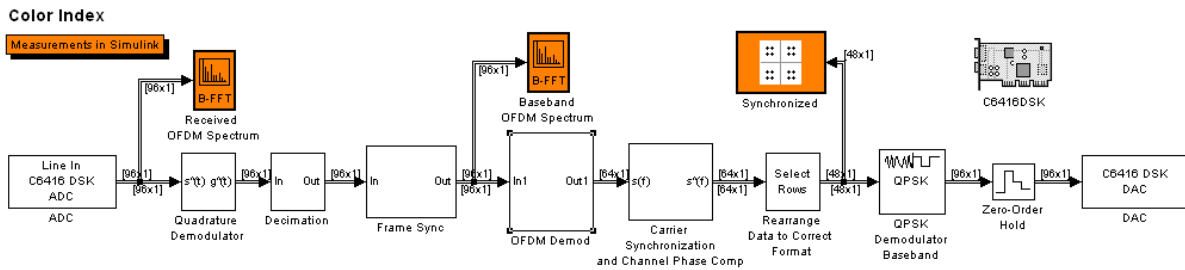 Color Index
Measurements in Simulink
B-FFT
Received
OFDM Spectrum
[96x1]
B-FFT
Baseband
OFDM Spectrum
[96x1]
Synchronized
[48x1]
C6416DSK
Line In
C6416 DSK
ADC
ADC
[96x1]
[96x1]
s^(t) g^(t)
Quadrature
Demodulator
[96x1]
In Out
Decimation
[96x1]
In Out
Frame Sync
[96x1]
[96x1]
In1 Out1
OFDM Demod
[64x1]
s(f) s^(f)
Carrier
Synchronization
and Channel Phase Comp
[64x1]
[64x1]
Select
Rows
Rearrange
Data to Correct
Format
[48x1]
[48x1]
QPSK
QPSK
Demodulator
Baseband
[96x1]
Zero-Order
Hold
[96x1]
C6416 DSK
DAC
DAC